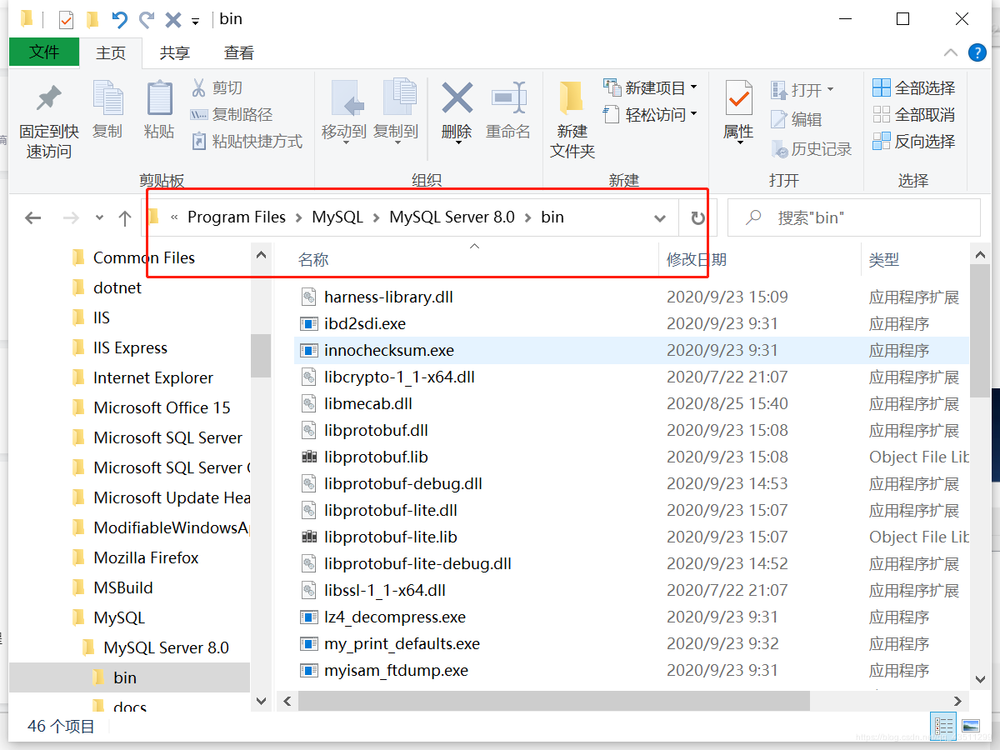 bin
文件 主页 共享 查看
固定到快速访问
复制
粘贴
剪切
复制路径
粘贴快捷方式
剪贴板
移动到 复制到 删除 重命名
组织
新建文件夹
新建项目
轻松访问
新建
属性
打开
编辑
历史记录
打开
全部选择
全部取消
反向选择
选择
« Program Files > MySQL > MySQL Server 8.0 > bin
搜索"bin"
Common Files
dotnet
IIS
IIS Express
Internet Explorer
Microsoft Office 15
Microsoft SQL Server
Microsoft SQL Server
Microsoft Update Hea
ModifiableWindowsA
Mozilla Firefox
MSBuild
MySQL
MySQL Server 8.0
bin
docs
名称 修改日期 类型
harness-library.dll 2020/9/23 15:09 应用程序扩展
ibd2sdi.exe 2020/9/23 9:31 应用程序
innochecksum.exe 2020/9/23 9:31 应用程序
libcrypto-1_1-x64.dll 2020/7/22 21:07 应用程序扩展
libmecab.dll 2020/8/25 15:40 应用程序扩展
libprotobuf.dll 2020/9/23 15:08 应用程序扩展
libprotobuf.lib 2020/9/23 15:08 Object File Lib
libprotobuf-debug.dll 2020/9/23 14:53 应用程序扩展
libprotobuf-lite.dll 2020/9/23 15:07 应用程序扩展
libprotobuf-lite.lib 2020/9/23 15:07 Object File Lib
libprotobuf-lite-debug.dll 2020/9/23 14:52 应用程序扩展
libssl-1_1-x64.dll 2020/7/22 21:07 应用程序扩展
lz4_decompress.exe 2020/9/23 9:31 应用程序
my_print_defaults.exe 2020/9/23 9:32 应用程序
myisam_ftdump.exe 2020/9/23 9:31 应用程序
46 个项目